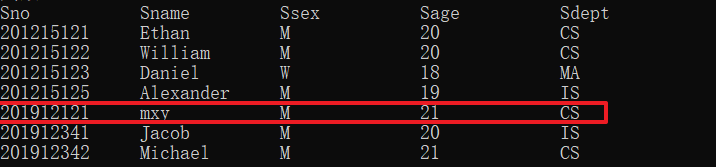 Sno Sname Ssex Sage Sdept
201215121 Ethan M 20 CS
201215122 William M 20 CS
201215123 Daniel W 18 MA
201215125 Alexander M 19 IS
201912121 mxv M 21 CS
201912341 Jacob M 20 IS
201912342 Michael M 21 CS